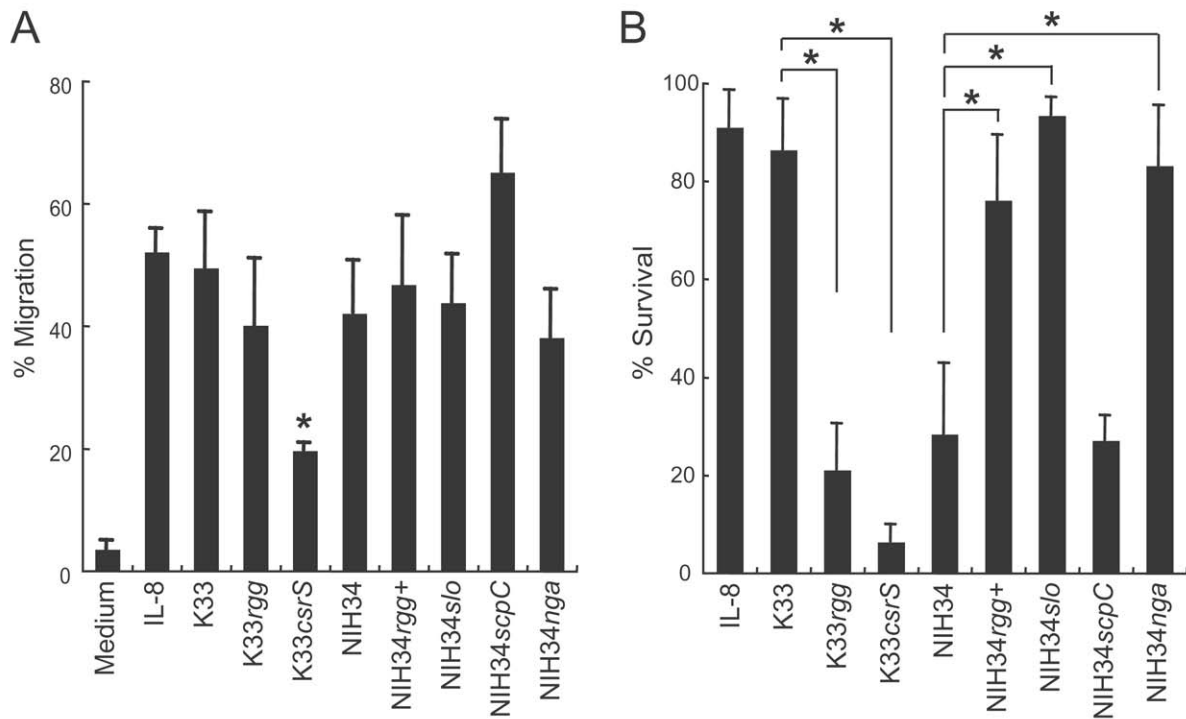 A
% Migration
80
60
40
20
0
*
Medium
IL-8
K33
K33rgg
K33csrS
NIH34
NIH34rgg+
NIH34slo
NIH34scpC
NIH34nga
B
% Survival
100
80
60
40
20
0
*
*
*
*
*
IL-8
K33
K33rgg
K33csrS
NIH34
NIH34rgg+
NIH34slo
NIH34scpC
NIH34nga